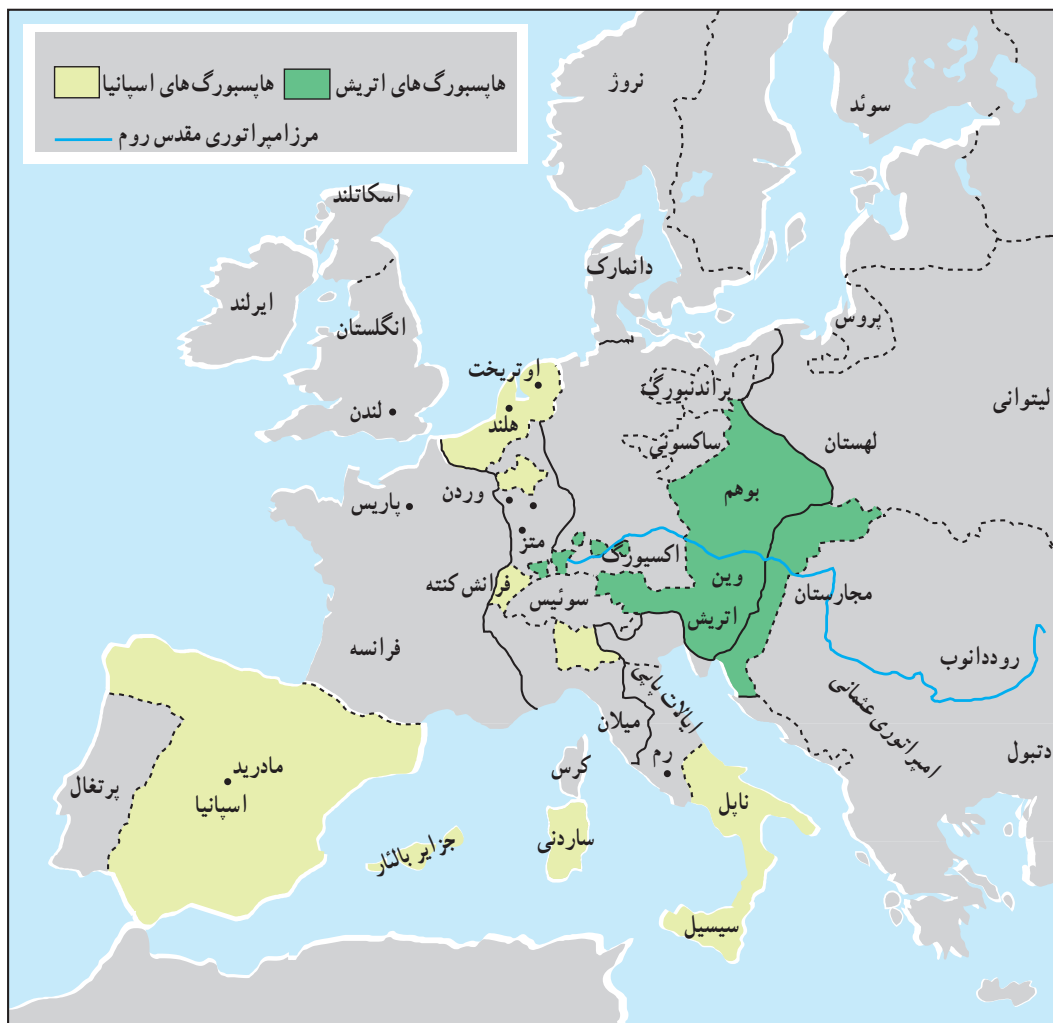 هاپسبورگ‌های اتریش
هاپسبورگ‌های اسپانیا
مرز امپراتوری مقدس روم
نروژ
سوئد
اسکاتلند
دانمارک
ایرلند
انگلستان
پروس
اوتریخت
براندنبورگ
لیتوانی
لندن
هلند
ساکسونی
لهستان
بوهم
وردن
پاریس
متز
اکسبورگ
وین
فرانش کنته
سوئیس
مجارستان
اتریش
فرانسه
رود دانوب
ایالات پاپی
امپراتوری عثمانی
میلان
دتبول
رم
کرس
مادرید
پرتغال
اسپانیا
ناپل
ساردنی
جزایر بالئار
سیسیل